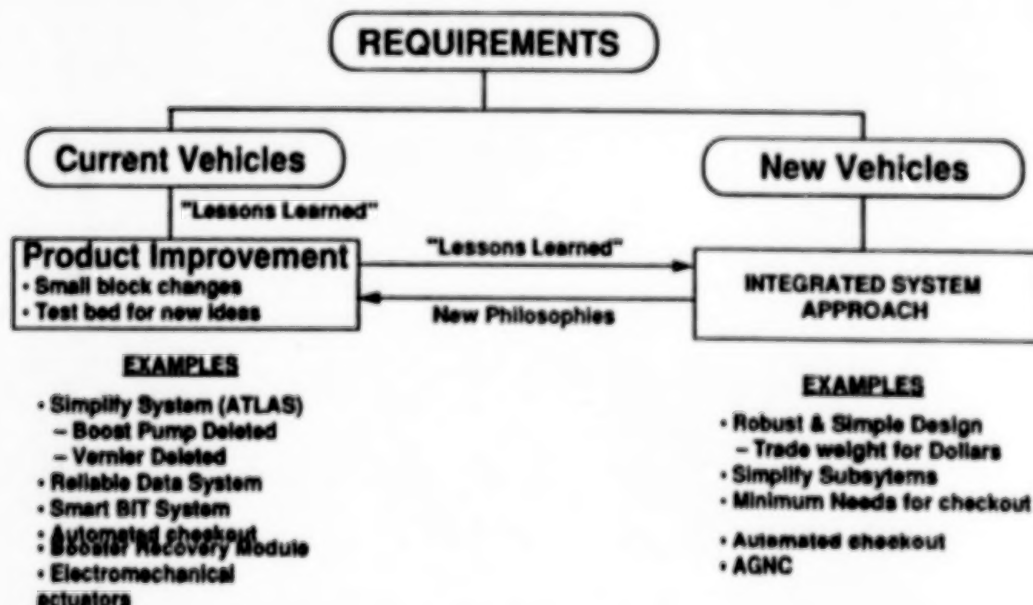 REQUIREMENTS
Current Vehicles
"Lessons Learned"
Product Improvement
• Small block changes
• Test bed for new ideas
"Lessons Learned"
New Philosophies
New Vehicles
INTEGRATED SYSTEM
APPROACH
EXAMPLES
• Simplify System (ATLAS)
– Boost Pump Deleted
– Vernier Deleted
• Reliable Data System
• Smart BIT System
• Automated checkout
• Booster Recovery Module
• Electromechanical
actuators
EXAMPLES
• Robust & Simple Design
– Trade weight for Dollars
• Simplify Subsytems
• Minimum Needs for checkout
• Automated checkout
• AGNC